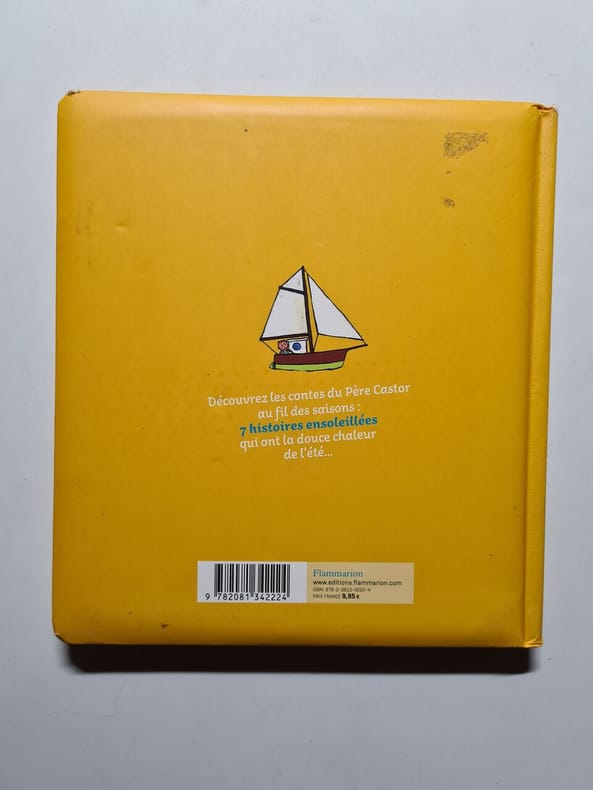 Découvrez les contes du Père Castor
au fil des saisons :
7 histoires ensoleillées
qui ont la douce chaleur
de l'été...
Flammarion
www.editions.flammarion.com
ISBN: 978-2-0813-4222-4
PRIX FRANCE 9,95 €
9 782081 342224